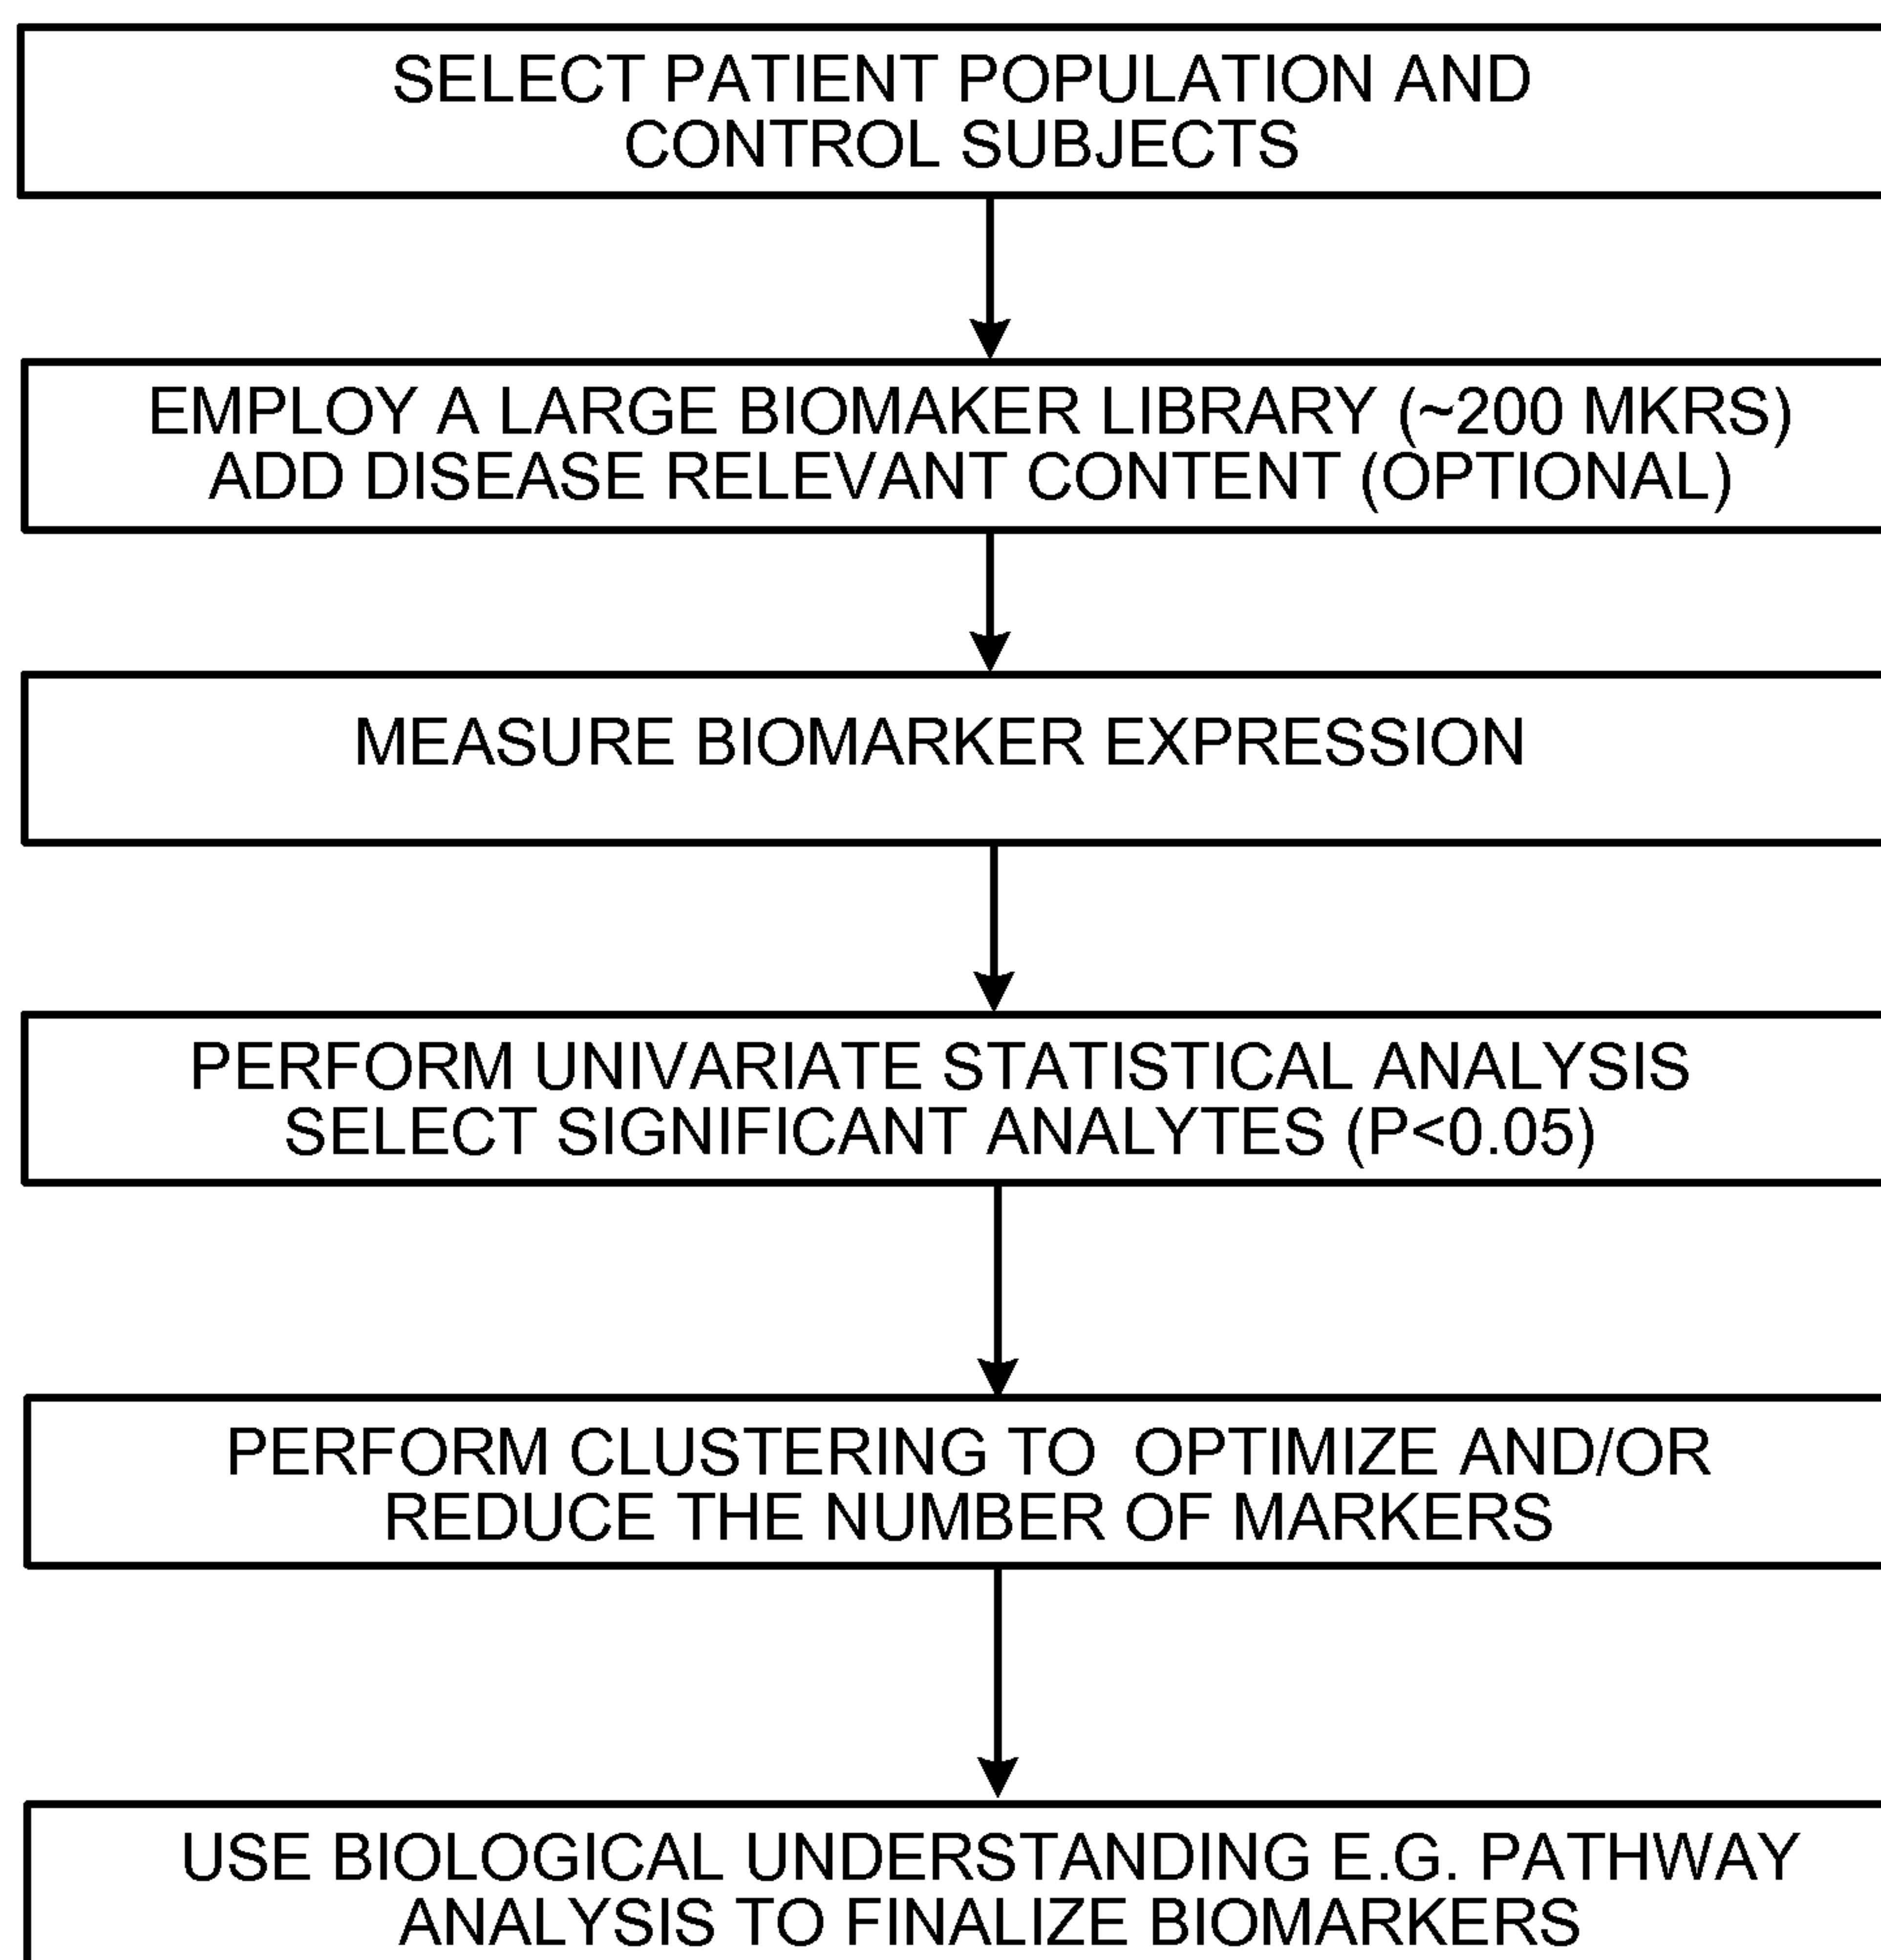 SELECT PATIENT POPULATION AND
CONTROL SUBJECTS
EMPLOY A LARGE BIOMAKER LIBRARY (~200 MKRS)
ADD DISEASE RELEVANT CONTENT (OPTIONAL)
MEASURE BIOMARKER EXPRESSION
PERFORM UNIVARIATE STATISTICAL ANALYSIS
SELECT SIGNIFICANT ANALYTES (P<0.05)
PERFORM CLUSTERING TO OPTIMIZE AND/OR
REDUCE THE NUMBER OF MARKERS
USE BIOLOGICAL UNDERSTANDING E.G. PATHWAY
ANALYSIS TO FINALIZE BIOMARKERS